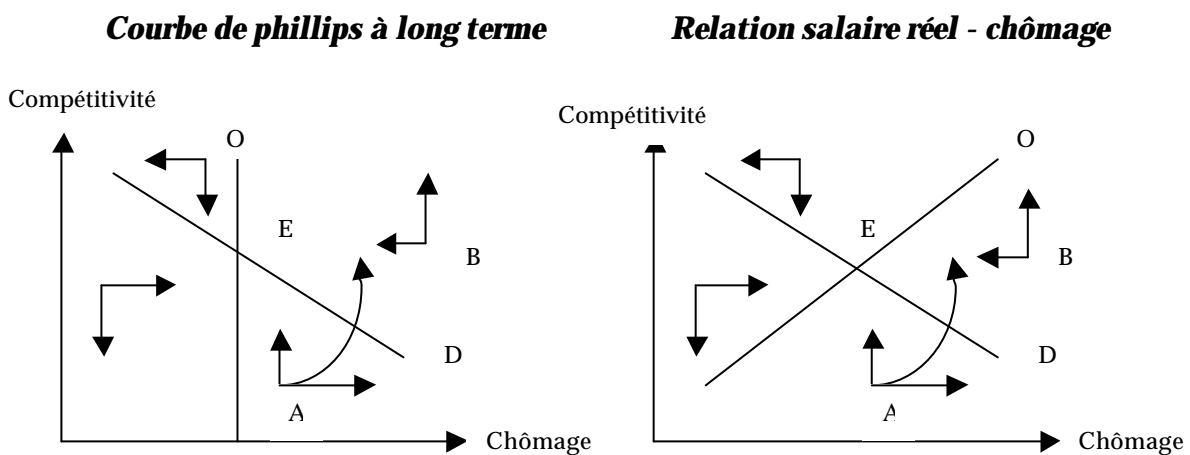 Courbe de phillips à long terme
Relation salaire réel - chômage
Compétitivité
O
E
B
D
A
Chômage
Compétitivité
O
E
B
D
A
Chômage